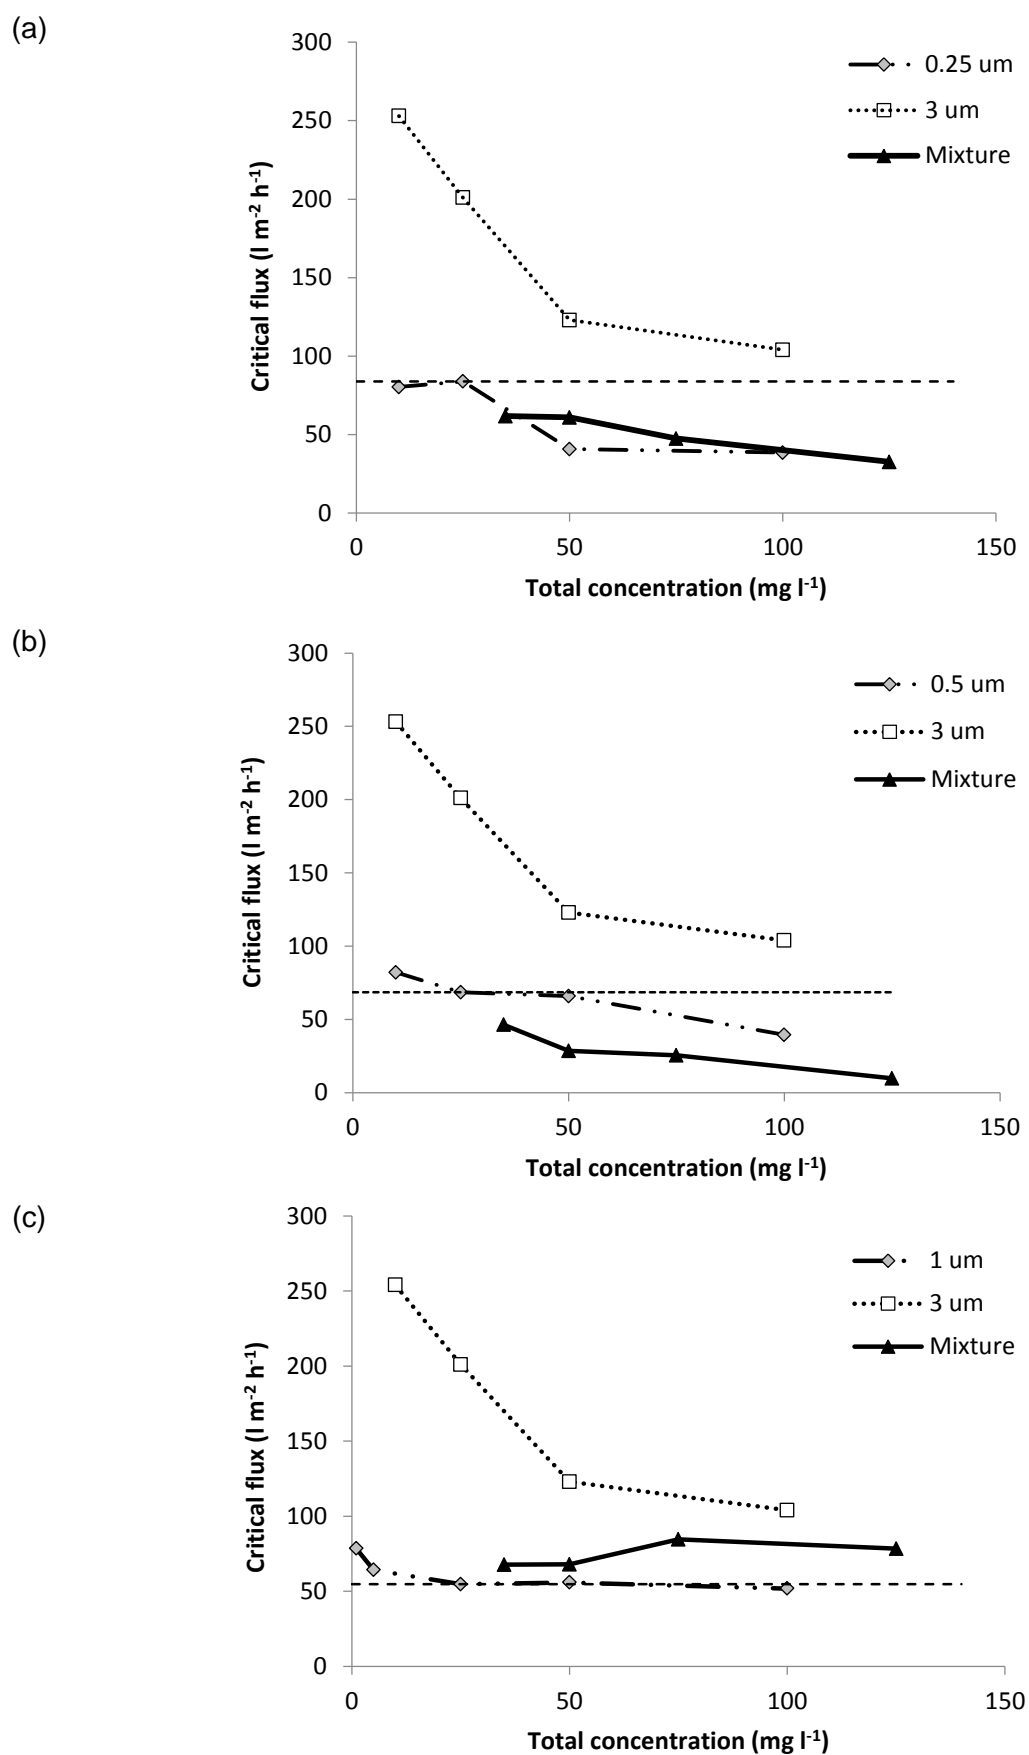 (a)
300
250
200
150
100
50
0
Critical flux (l m⁻² h⁻¹)
0 50 100 150
Total concentration (mg l⁻¹)
0.25 um
3 um
Mixture
(b)
300
250
200
150
100
50
0
Critical flux (l m⁻² h⁻¹)
0 50 100 150
Total concentration (mg l⁻¹)
0.5 um
3 um
Mixture
(c)
300
250
200
150
100
50
0
Critical flux (l m⁻² h⁻¹)
0 50 100 150
Total concentration (mg l⁻¹)
1 um
3 um
Mixture